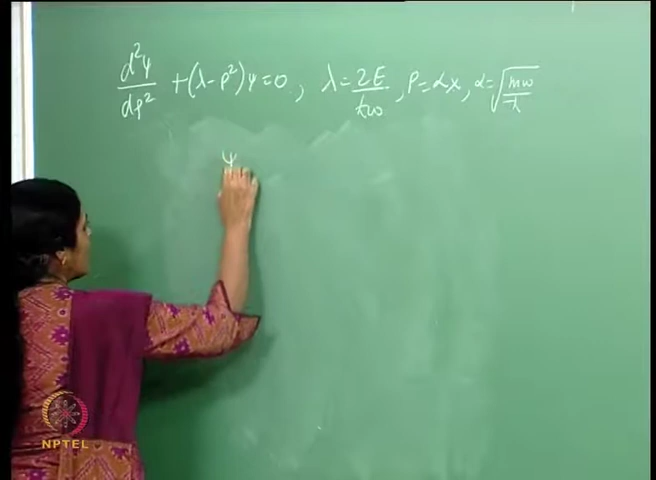 d²ψ/dρ² + (λ - ρ²)ψ = 0, λ = 2E/ħω, ρ = αx, α = √(mω/ħ)
ψ
NPTEL